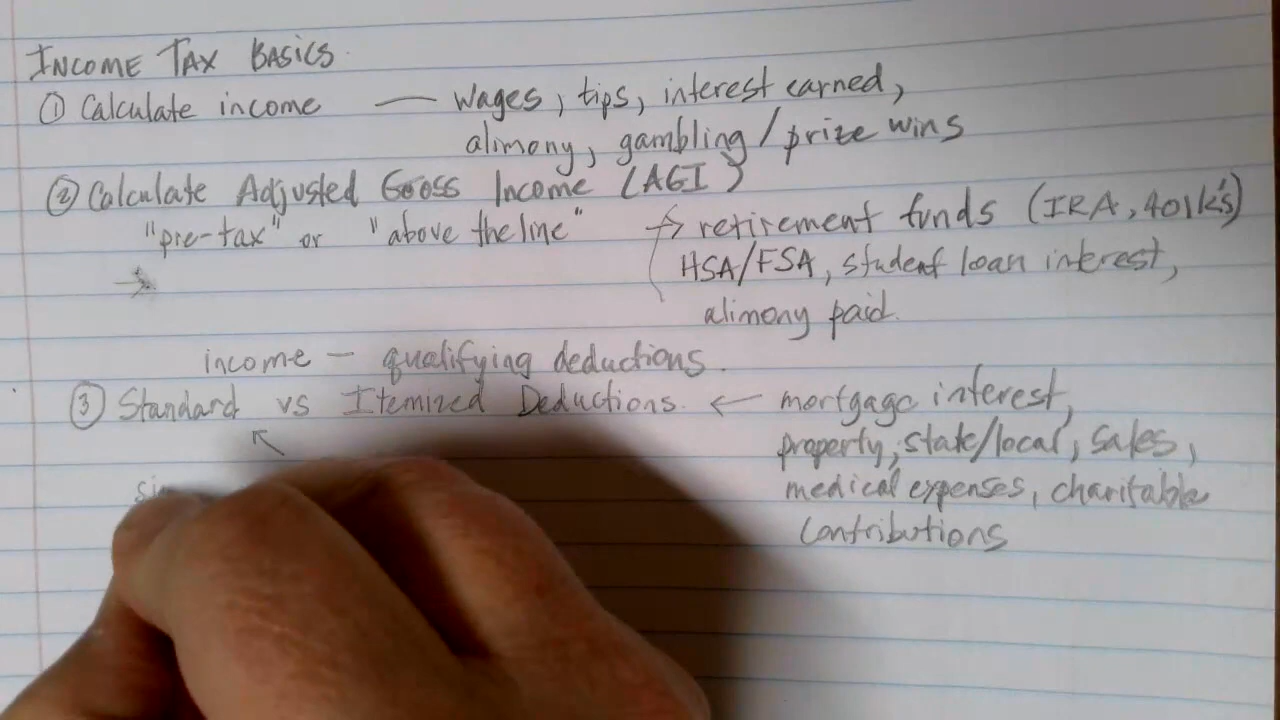 INCOME TAX BASICS
① Calculate income — wages, tips, interest earned,
alimony, gambling/prize wins
② Calculate Adjusted Gross Income (AGI)
"pre-tax" or "above the line" → retirement funds (IRA, 401k's)
HSA/FSA, student loan interest,
alimony paid.
income — qualifying deductions.
③ Standard vs Itemized Deductions. ← mortgage interest,
property, state/local, sales,
medical expenses, charitable
contributions